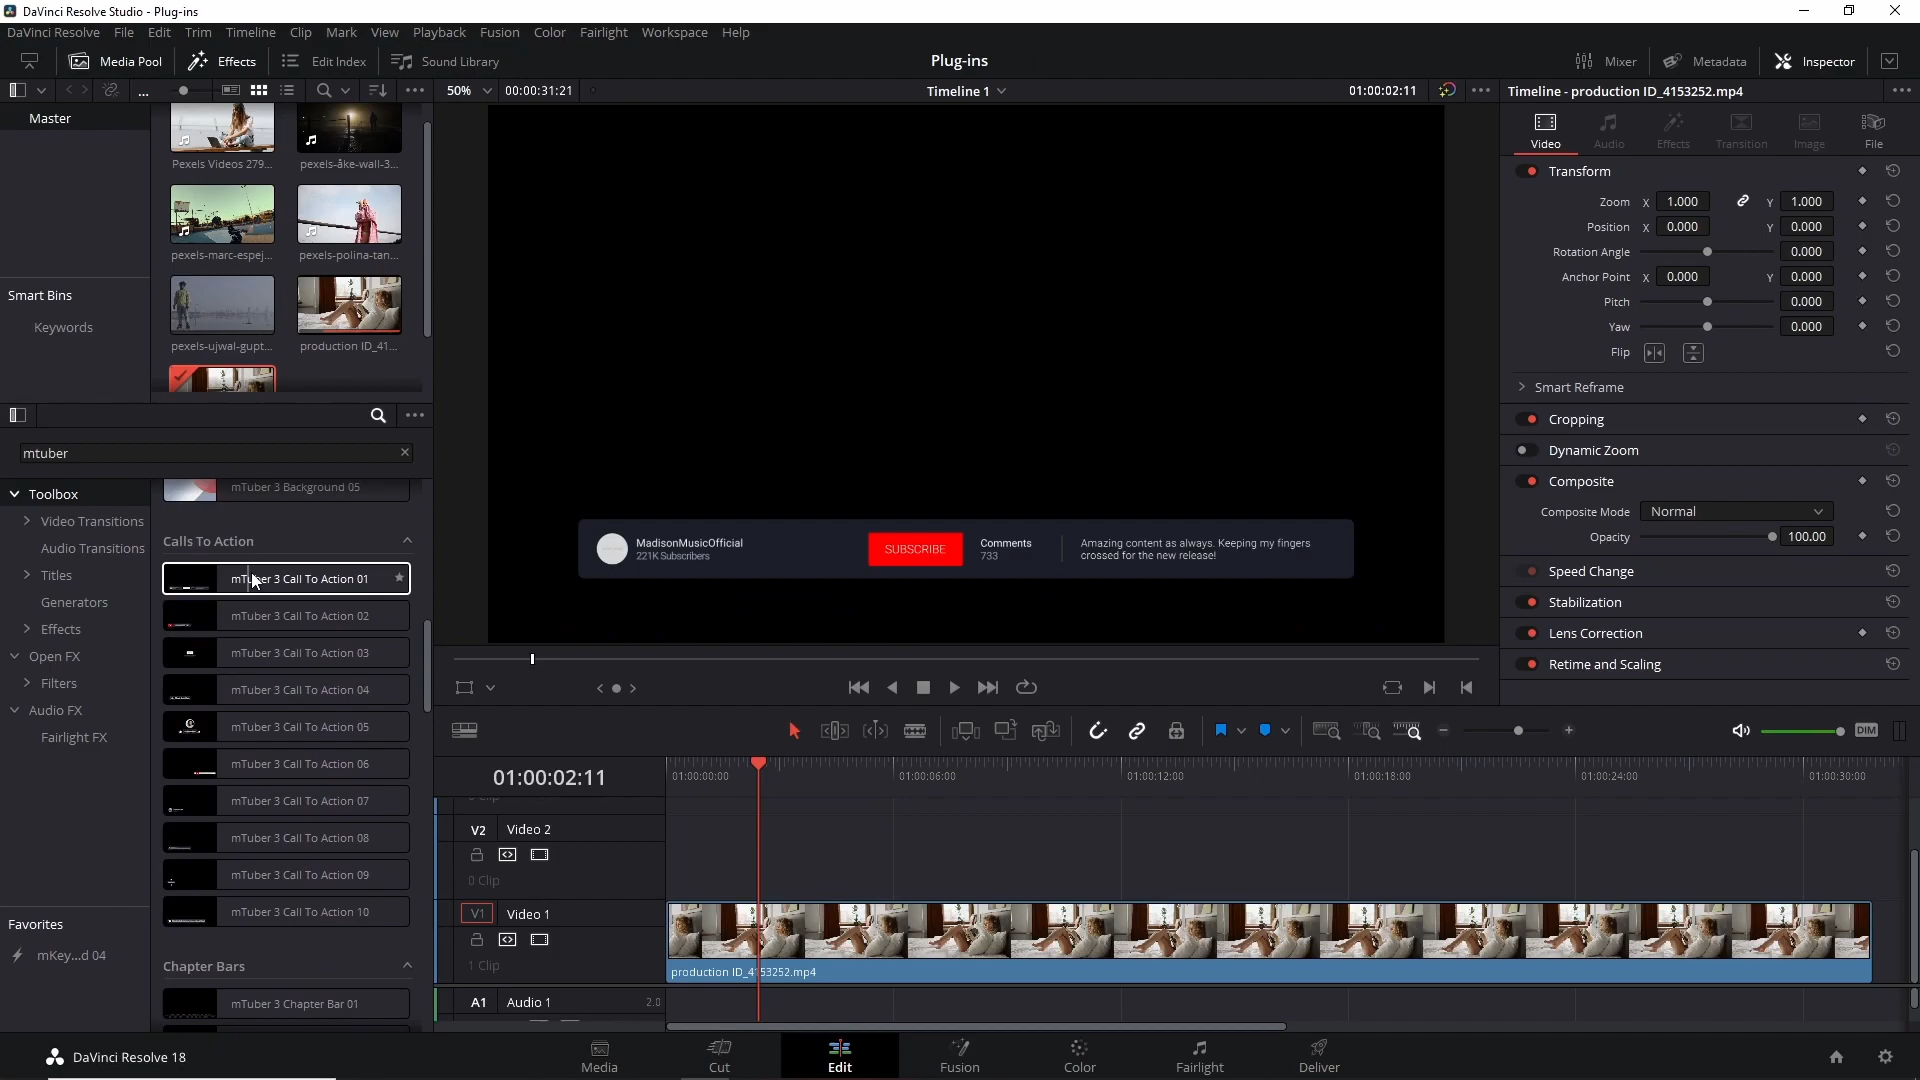 DaVinci Resolve Studio - Plug-ins
DaVinci Resolve File Edit Trim Timeline Clip Mark View Playback Fusion Color Fairlight Workspace Help
Media Pool Effects Edit Index Sound Library
Plug-ins
Mixer Metadata Inspector
...
50% 00:00:31:21
Timeline 1
01:00:02:11
Timeline - production ID_4153252.mp4
Master
Smart Bins
Keywords
Pexels Videos 279...
pexels-åke-wall-3...
pexels-marc-espej...
pexels-polina-tan...
pexels-ujwal-gupt...
production ID_41...
mtuber
Toolbox
Video Transitions
Audio Transitions
Titles
Generators
Effects
Open FX
Filters
Audio FX
Fairlight FX
Favorites
mKey...d 04
mTuber 3 Background 05
Calls To Action
mTuber 3 Call To Action 01
mTuber 3 Call To Action 02
mTuber 3 Call To Action 03
mTuber 3 Call To Action 04
mTuber 3 Call To Action 05
mTuber 3 Call To Action 06
mTuber 3 Call To Action 07
mTuber 3 Call To Action 08
mTuber 3 Call To Action 09
mTuber 3 Call To Action 10
Chapter Bars
mTuber 3 Chapter Bar 01
MadisonMusicOfficial
221K Subscribers
SUBSCRIBE
Comments
733
Amazing content as always. Keeping my fingers
crossed for the new release!
Video Audio Effects Transition Image File
Transform
Zoom X 1.000 Y 1.000
Position X 0.000 Y 0.000
Rotation Angle 0.000
Anchor Point X 0.000 Y 0.000
Pitch 0.000
Yaw 0.000
Flip
Smart Reframe
Cropping
Dynamic Zoom
Composite
Composite Mode Normal
Opacity 100.00
Speed Change
Stabilization
Lens Correction
Retime and Scaling
DIM
01:00:02:11
01:00:00:00 01:00:06:00 01:00:12:00 01:00:18:00 01:00:24:00 01:00:30:00
V2 Video 2
0 Clip
V1 Video 1
1 Clip
production ID_4153252.mp4
A1 Audio 1 2.0
DaVinci Resolve 18
Media Cut Edit Fusion Color Fairlight Deliver